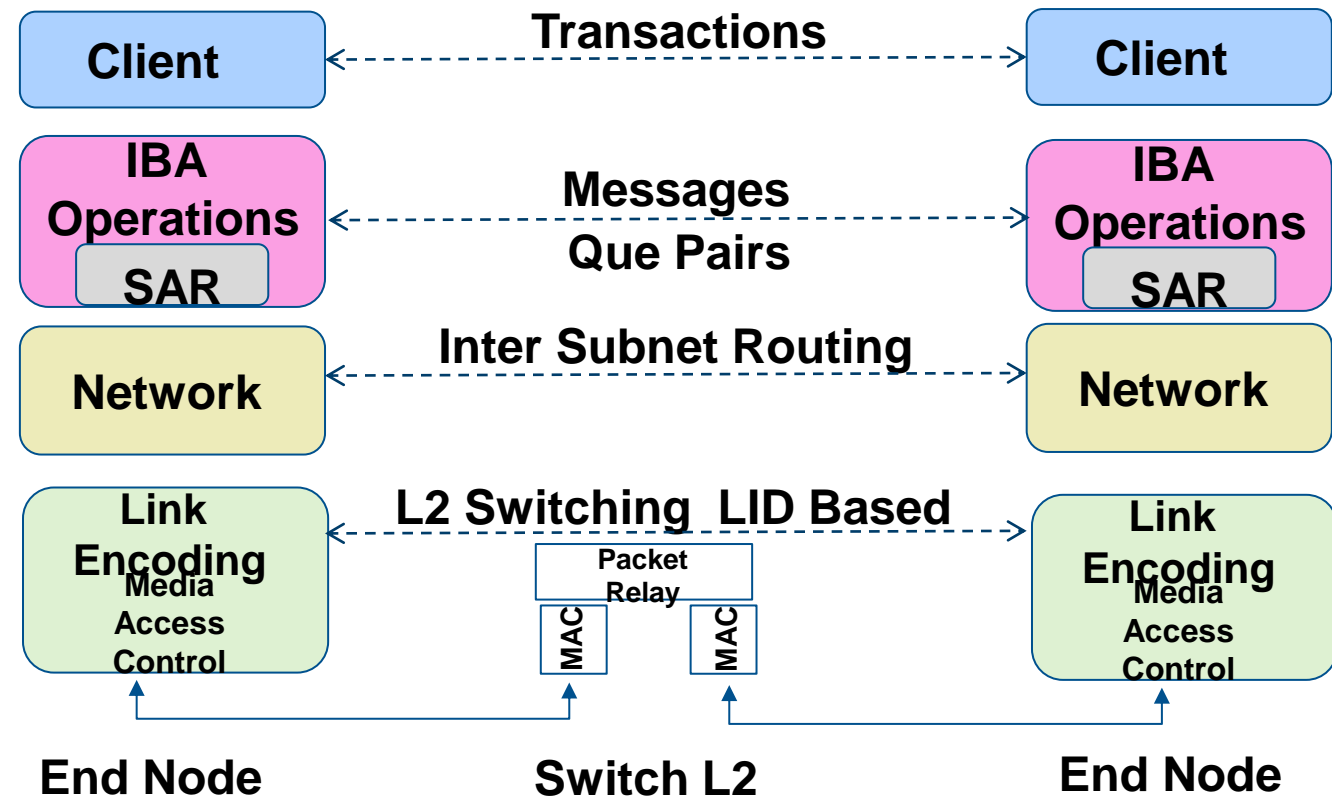 Transactions
Client
Client
IBA
Operations
SAR
Messages
Que Pairs
IBA
Operations
SAR
Inter Subnet Routing
Network
Network
L2 Switching LID Based
Link
Encoding
Media
Access
Control
Packet
Relay
MAC
MAC
Link
Encoding
Media
Access
Control
End Node
Switch L2
End Node